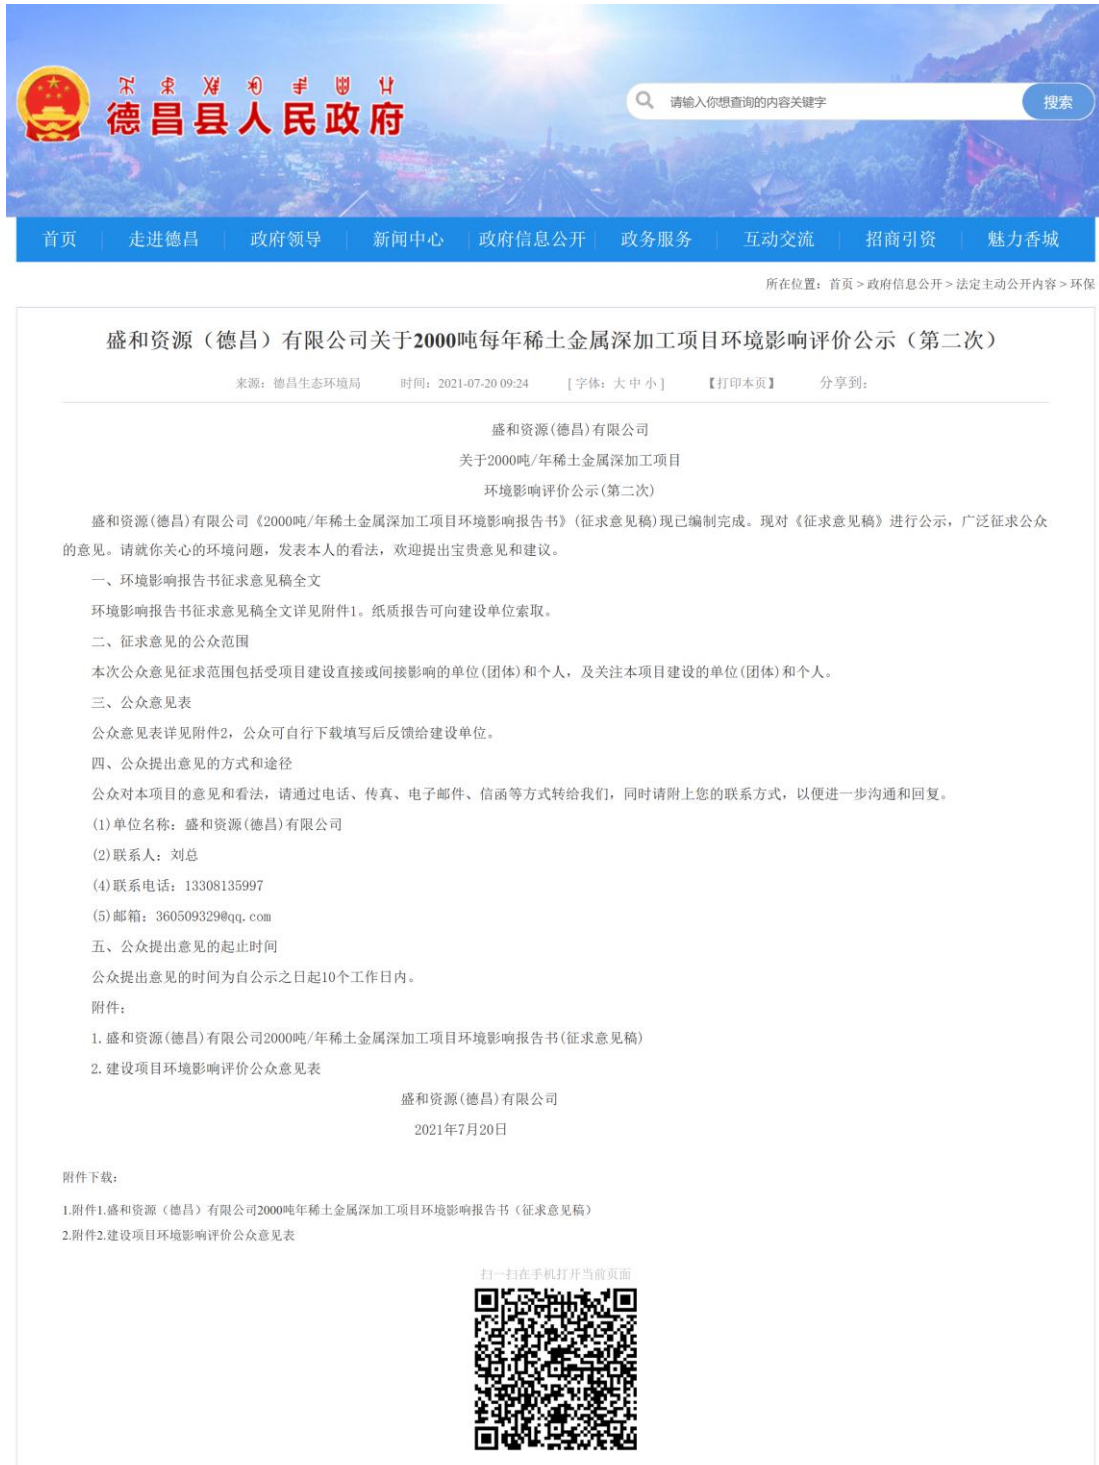 德昌县人民政府
请输入你想查询的内容关键字
搜索
首页 走进德昌 政府领导 新闻中心 政府信息公开 政务服务 互动交流 招商引资 魅力香城
所在位置：首页 > 政府信息公开 > 法定主动公开内容 > 环保
盛和资源（德昌）有限公司关于2000吨每年稀土金属深加工项目环境影响评价公示（第二次）
来源：德昌生态环境局 时间：2021-07-20 09:24 [ 字体：大 中 小 ] 【打印本页】 分享到：
盛和资源(德昌)有限公司
关于2000吨/年稀土金属深加工项目
环境影响评价公示(第二次)
盛和资源(德昌)有限公司《2000吨/年稀土金属深加工项目环境影响报告书》(征求意见稿)现已编制完成。现对《征求意见稿》进行公示，广泛征求公众
的意见。请就你关心的环境问题，发表本人的看法，欢迎提出宝贵意见和建议。
一、环境影响报告书征求意见稿全文
环境影响报告书征求意见稿全文详见附件1。纸质报告可向建设单位索取。
二、征求意见的公众范围
本次公众意见征求范围包括受项目建设直接或间接影响的单位(团体)和个人，及关注本项目建设的单位(团体)和个人。
三、公众意见表
公众意见表详见附件2，公众可自行下载填写后反馈给建设单位。
四、公众提出意见的方式和途径
公众对本项目的意见和看法，请通过电话、传真、电子邮件、信函等方式转给我们，同时请附上您的联系方式，以便进一步沟通和回复。
(1)单位名称：盛和资源(德昌)有限公司
(2)联系人：刘总
(4)联系电话：13308135997
(5)邮箱：360509329@qq.com
五、公众提出意见的起止时间
公众提出意见的时间为自公示之日起10个工作日内。
附件：
1.盛和资源(德昌)有限公司2000吨/年稀土金属深加工项目环境影响报告书(征求意见稿)
2.建设项目环境影响评价公众意见表
盛和资源(德昌)有限公司
2021年7月20日
附件下载：
1.附件1.盛和资源（德昌）有限公司2000吨年稀土金属深加工项目环境影响报告书（征求意见稿）
2.附件2.建设项目环境影响评价公众意见表
扫一扫在手机打开当前页面